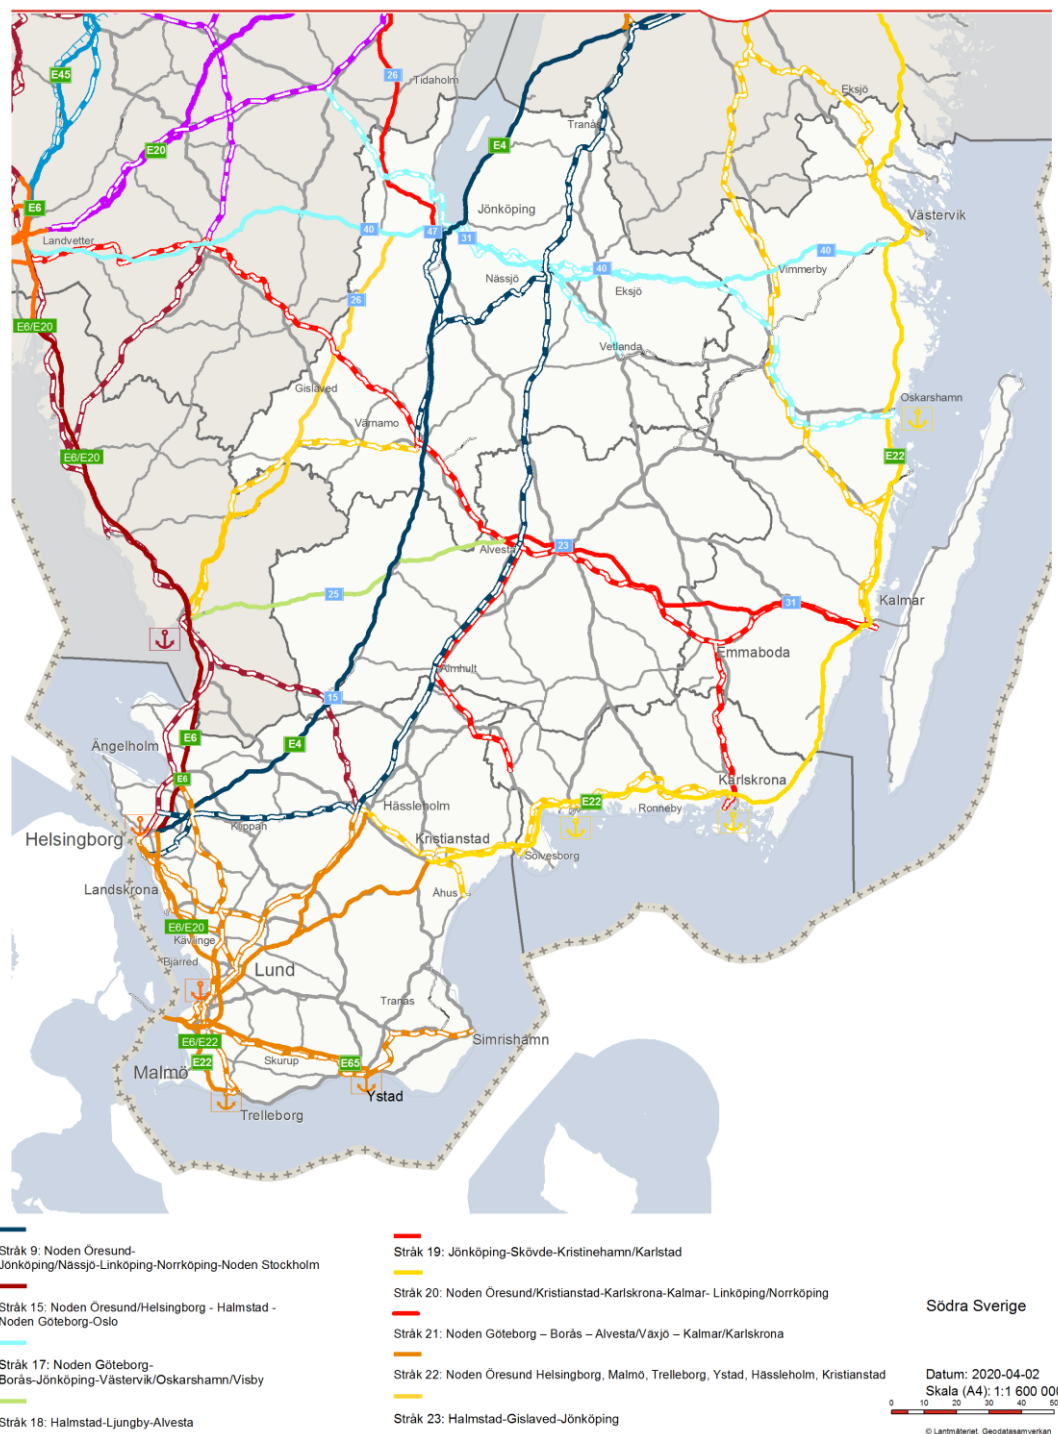 26
Tidaholm
E45
Eksjö
Tranås
E4
E20
E6
Jönköping
Västervik
Landvetter
40
47
31
40
Nässjö
40
Eksjö
Vimmerby
26
E6/E20
Vetlanda
Gislaved
Oskarshamn
Värnamo
E6/E20
E22
Alvesta
23
25
31
Kalmar
Emmaboda
Älmhult
15
E6
E4
Ängelholm
E6
Karlskrona
Hässleholm
E22
Ronneby
Klippan
Helsingborg
Kristianstad
Sölvesborg
Landskrona
Åhus
E6/E20
Kävlinge
Bjärred
Lund
Tranås
E6/E22
Simrishamn
E22
Skurup
E65
Malmö
Ystad
Trelleborg
Stråk 9: Noden Öresund-
Jönköping/Nässjö-Linköping-Norrköping-Noden Stockholm
Stråk 15: Noden Öresund/Helsingborg - Halmstad -
Noden Göteborg-Oslo
Stråk 17: Noden Göteborg-
Borås-Jönköping-Västervik/Oskarshamn/Visby
Stråk 18: Halmstad-Ljungby-Alvesta
Stråk 19: Jönköping-Skövde-Kristinehamn/Karlstad
Stråk 20: Noden Öresund/Kristianstad-Karlskrona-Kalmar- Linköping/Norrköping
Stråk 21: Noden Göteborg – Borås – Alvesta/Växjö – Kalmar/Karlskrona
Stråk 22: Noden Öresund Helsingborg, Malmö, Trelleborg, Ystad, Hässleholm, Kristianstad
Stråk 23: Halmstad-Gislaved-Jönköping
Södra Sverige
Datum: 2020-04-02
Skala (A4): 1:1 600 000
0 10 20 30 40 50
© Lantmäteriet, Geodatasamverkan